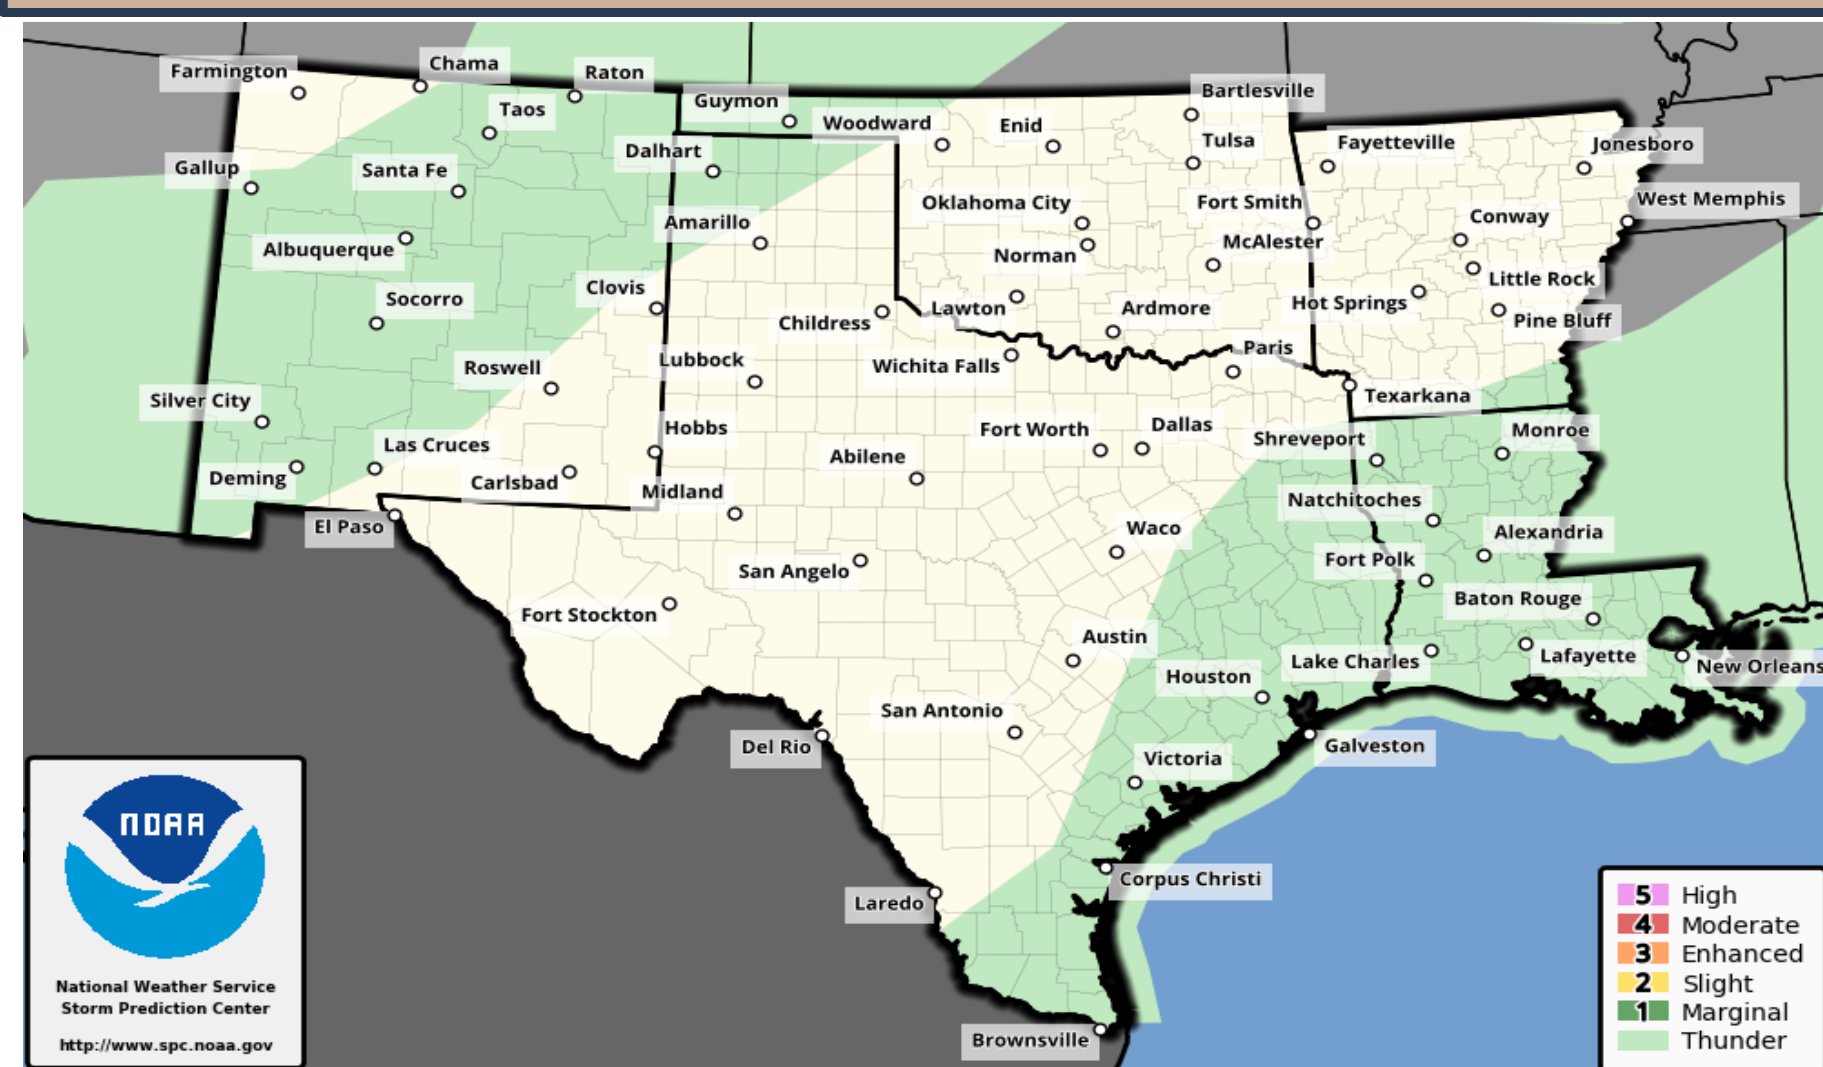 Farmington
Chama
Raton
Taos
Guymon
Woodward
Enid
Bartlesville
Tulsa
Fayetteville
Jonesboro
Gallup
Santa Fe
Dalhart
Oklahoma City
Fort Smith
West Memphis
Conway
Albuquerque
Amarillo
Norman
McAlester
Little Rock
Socorro
Clovis
Childress
Lawton
Ardmore
Hot Springs
Pine Bluff
Roswell
Lubbock
Wichita Falls
Paris
Silver City
Texarkana
Las Cruces
Hobbs
Abilene
Fort Worth
Dallas
Shreveport
Monroe
Deming
Carlsbad
Midland
Natchitoches
El Paso
Waco
Alexandria
San Angelo
Fort Polk
Fort Stockton
Baton Rouge
Austin
Lake Charles
Lafayette
New Orleans
Houston
San Antonio
Del Rio
Galveston
Victoria
Corpus Christi
Laredo
Brownsville
NOAA
National Weather Service
Storm Prediction Center
http://www.spc.noaa.gov
5 High
4 Moderate
3 Enhanced
2 Slight
1 Marginal
Thunder